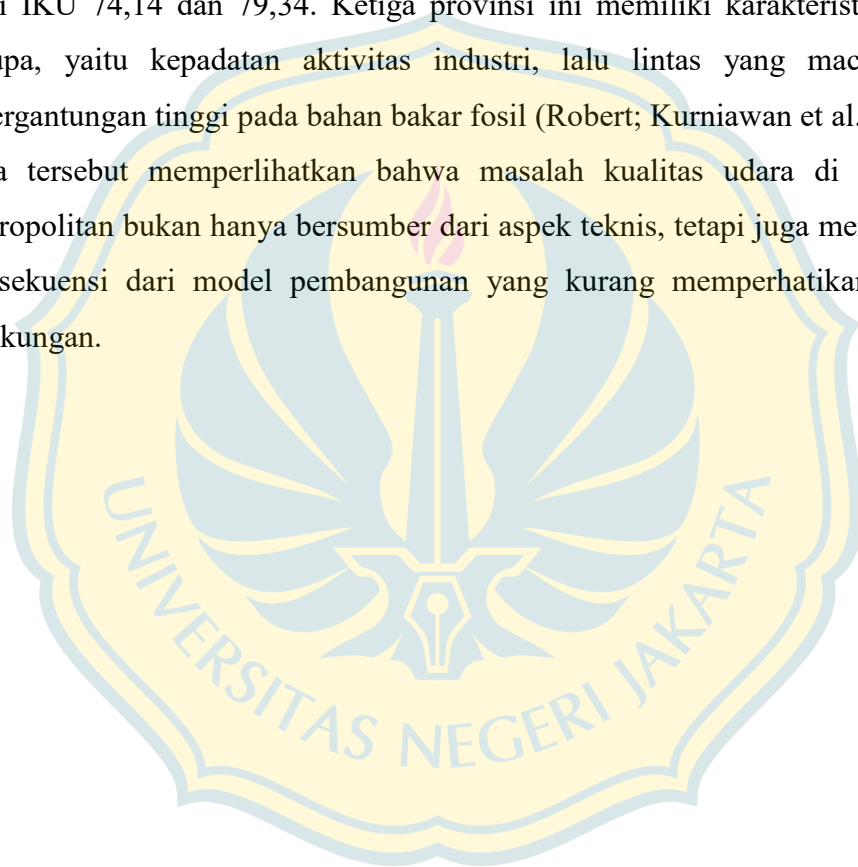 i IKU 74,14 dan 79,34. Ketiga provinsi ini memiliki karakterist
upa, yaitu kepadatan aktivitas industri, lalu lintas yang mac
ergantungan tinggi pada bahan bakar fosil (Robert; Kurniawan et al.
a tersebut memperlihatkan bahwa masalah kualitas udara di
ropolitan bukan hanya bersumber dari aspek teknis, tetapi juga me
sekuensi dari model pembangunan yang kurang memperhatikan
kungan.
UNIVERSITAS NEGERI JAKARTA